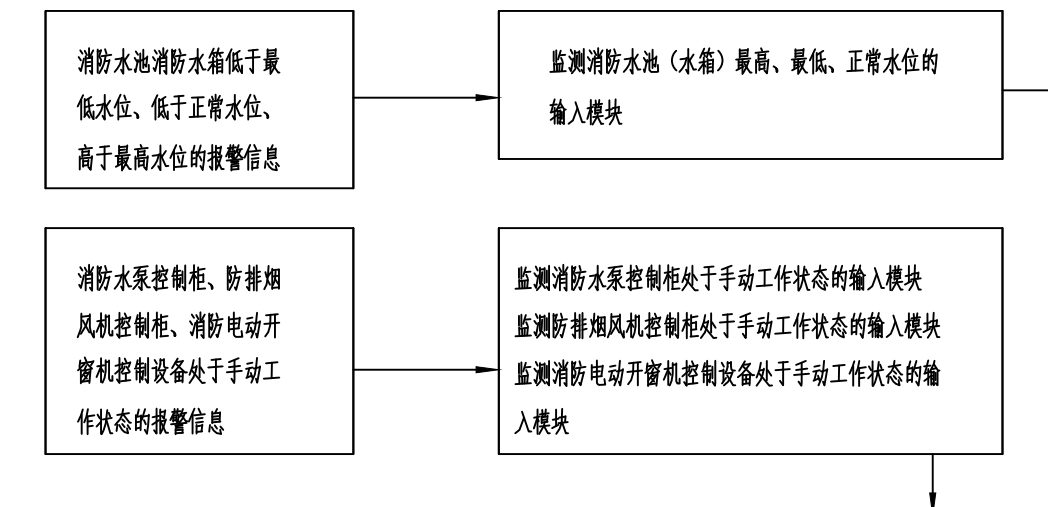 消防水池消防水箱低于最
低水位、低于正常水位、
高于最高水位的报警信息
监测消防水池（水箱）最高、最低、正常水位的
输入模块
消防水泵控制柜、防排烟
风机控制柜、消防电动开
窗机控制设备处于手动工
作状态的报警信息
监测消防水泵控制柜处于手动工作状态的输入模块
监测防排烟风机控制柜处于手动工作状态的输入模块
监测消防电动开窗机控制设备处于手动工作状态的输
入模块